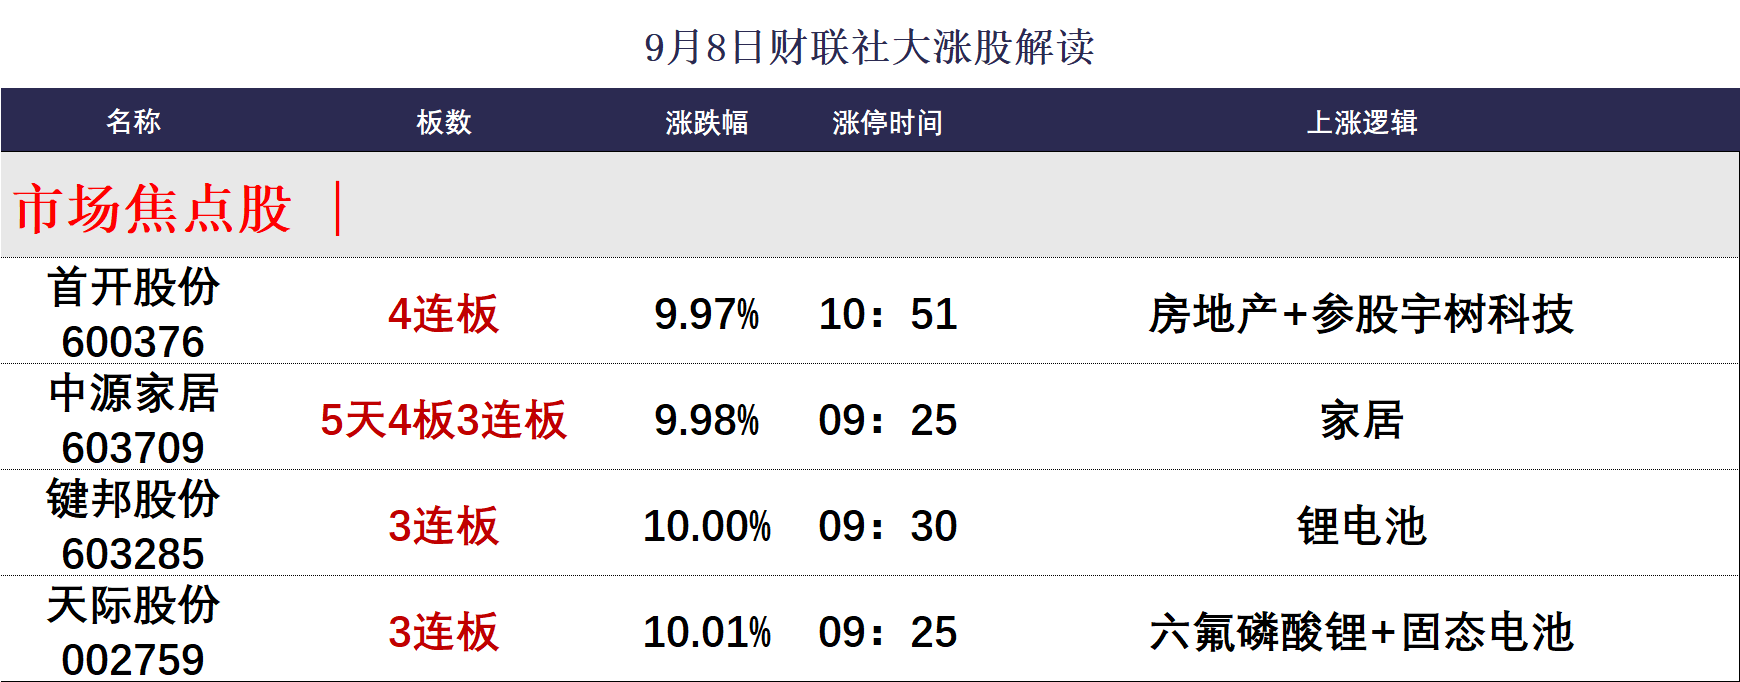 9月8日财联社大涨股解读
名称 板数 涨跌幅 涨停时间 上涨逻辑
市场焦点股 |
首开股份
600376 4连板 9.97% 10：51 房地产+参股宇树科技
中源家居
603709 5天4板3连板 9.98% 09：25 家居
键邦股份
603285 3连板 10.00% 09：30 锂电池
天际股份
002759 3连板 10.01% 09：25 六氟磷酸锂+固态电池